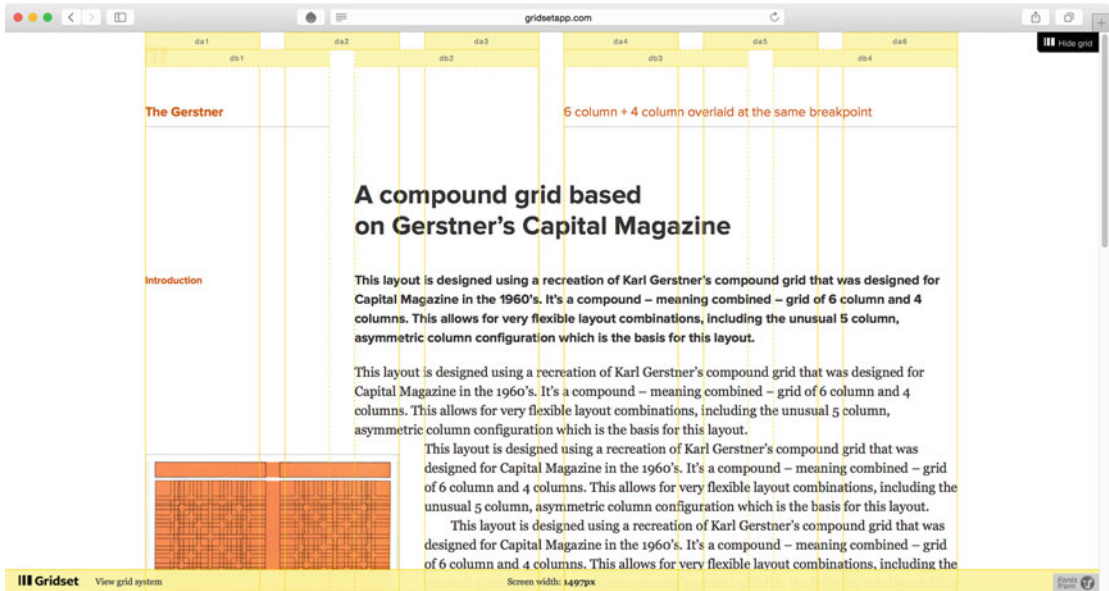 gridsetapp.com
da1 da2 da3 da4 da5 da6
Hide grid
db1 db2 db3 db4
The Gerstner
6 column + 4 column overlaid at the same breakpoint
A compound grid based
on Gerstner's Capital Magazine
Introduction
This layout is designed using a recreation of Karl Gerstner's compound grid that was designed for
Capital Magazine in the 1960's. It's a compound – meaning combined – grid of 6 column and 4
columns. This allows for very flexible layout combinations, including the unusual 5 column,
asymmetric column configuration which is the basis for this layout.
This layout is designed using a recreation of Karl Gerstner's compound grid that was designed for
Capital Magazine in the 1960's. It's a compound – meaning combined – grid of 6 column and 4
columns. This allows for very flexible layout combinations, including the unusual 5 column,
asymmetric column configuration which is the basis for this layout.
This layout is designed using a recreation of Karl Gerstner's compound grid that was
designed for Capital Magazine in the 1960's. It's a compound – meaning combined – grid
of 6 column and 4 columns. This allows for very flexible layout combinations, including the
unusual 5 column, asymmetric column configuration which is the basis for this layout.
This layout is designed using a recreation of Karl Gerstner's compound grid that was
designed for Capital Magazine in the 1960's. It's a compound – meaning combined – grid
of 6 column and 4 columns. This allows for very flexible layout combinations, including the
Gridset View grid system
Screen width: 1497px
Fonts
from